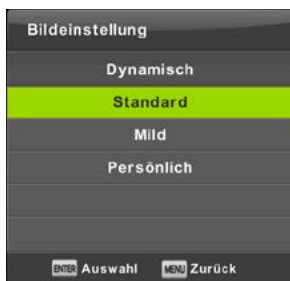 Bildeinstellung
Dynamisch
Standard
Mild
Persönlich
ENTER Auswahl MENU Zurück